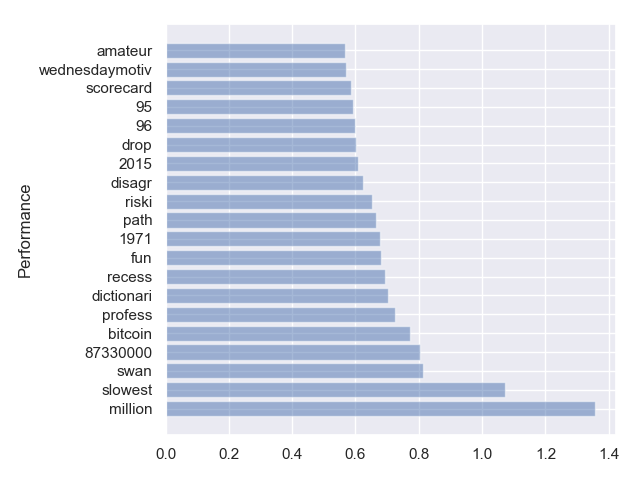 amateur
wednesdaymotiv
scorecard
95
96
drop
2015
disagr
riski
path
1971
fun
recess
dictionari
profess
bitcoin
87330000
swan
slowest
million
Performance
0.0 0.2 0.4 0.6 0.8 1.0 1.2 1.4